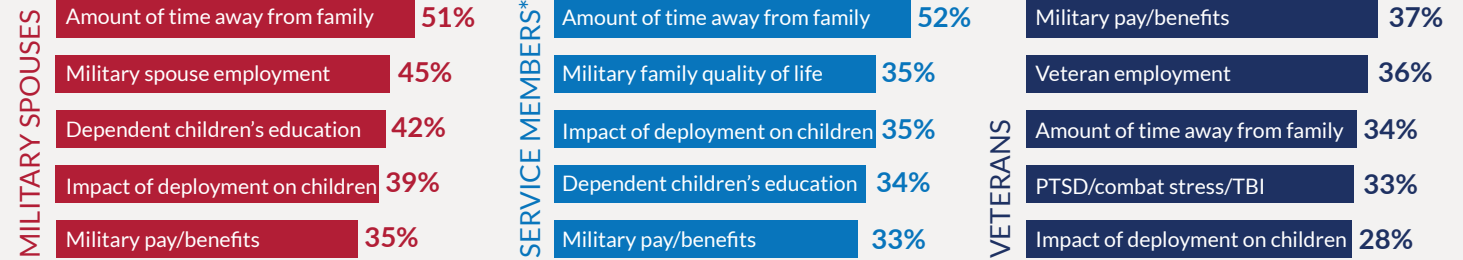 MILITARY SPOUSES
Amount of time away from family 51%
Military spouse employment 45%
Dependent children's education 42%
Impact of deployment on children 39%
Military pay/benefits 35%
SERVICE MEMBERS*
Amount of time away from family 52%
Military family quality of life 35%
Impact of deployment on children 35%
Dependent children's education 34%
Military pay/benefits 33%
VETERANS
Military pay/benefits 37%
Veteran employment 36%
Amount of time away from family 34%
PTSD/combat stress/TBI 33%
Impact of deployment on children 28%